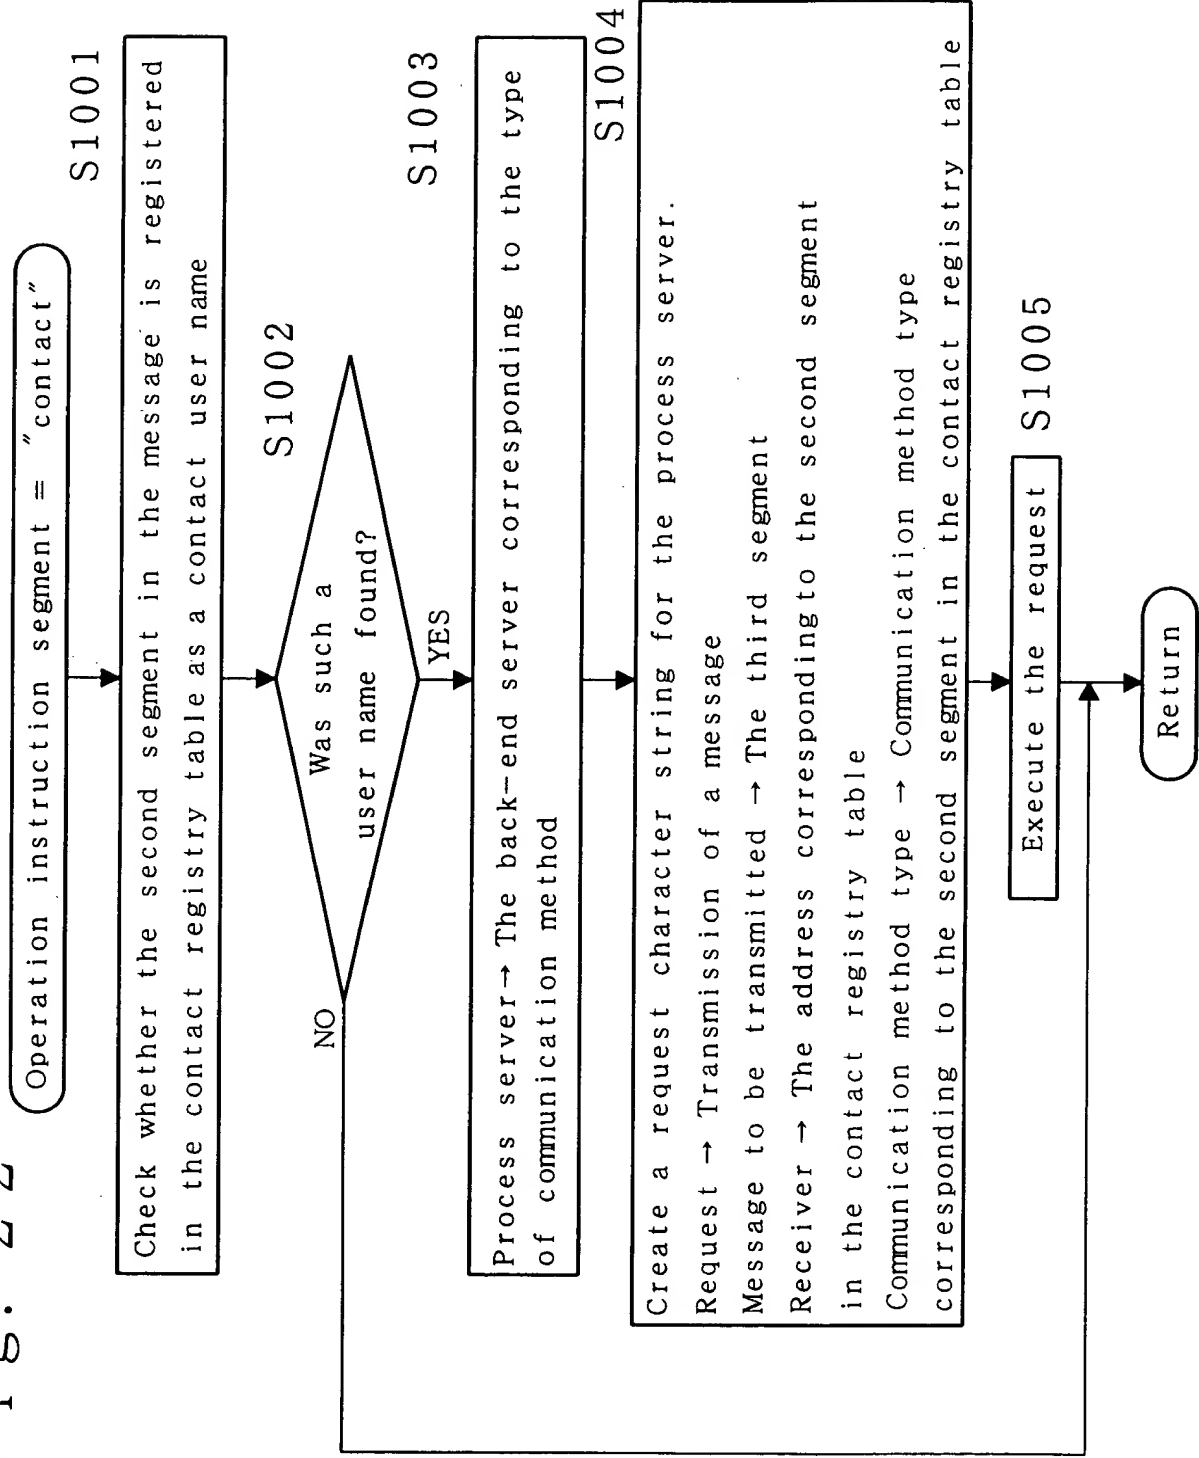 Fig. 22
Operation instruction segment = "contact"
S1001
Check whether the second segment in the message is registered
in the contact registry table as a contact user name
S1002
Was such a
user name found?
NO
YES
S1003
Process server→ The back-end server corresponding to the type
of communication method
S1004
Create a request character string for the process server.
Request → Transmission of a message
Message to be transmitted → The third segment
Receiver → The address corresponding to the second segment
in the contact registry table
Communication method type → Communication method type
corresponding to the second segment in the contact registry table
S1005
Execute the request
Return